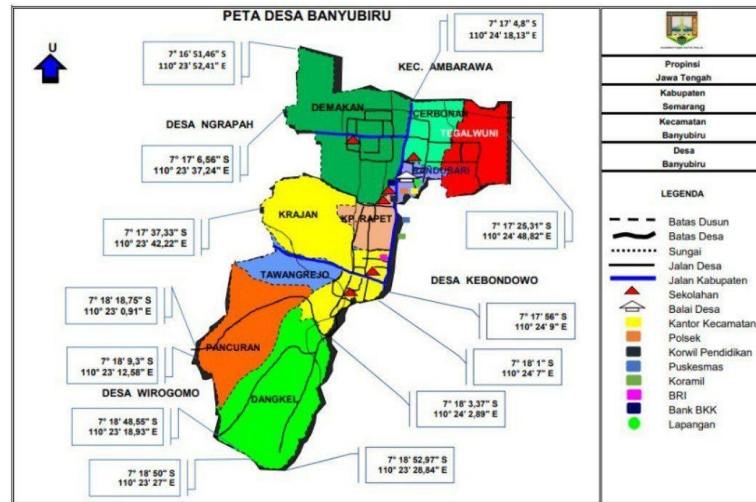 PETA DESA BANYUBIRU
U
7° 17' 4,8" S
110° 24' 18,13" E
7° 16' 51,46" S
110° 23' 52,41" E
KEC. AMBARAWA
DEMAKAN
CERBONAN
TEGALWUNI
DESA NGRAPAH
7° 17' 6,56" S
110° 23' 37,24" E
RANDUSARI
KRAJAN
KP. RAPET
7° 17' 37,33" S
110° 23' 42,22" E
7° 17' 25,31" S
110° 24' 48,82" E
TAWANGREJO
DESA KEBONDOWO
7° 18' 18,75" S
110° 23' 0,91" E
7° 17' 56" S
110° 24' 9" E
PANCURAN
7° 18' 9,3" S
110° 23' 12,58" E
7° 18' 1" S
110° 24' 7" E
DESA WIROGOMO
DANGKEL
7° 18' 3,37" S
110° 24' 2,89" E
7° 18' 48,55" S
110° 23' 18,93" E
7° 18' 50" S
110° 23' 27" E
7° 18' 52,97" S
110° 23' 28,84" E
Propinsi
Jawa Tengah
Kabupaten
Semarang
Kecamatan
Banyubiru
Desa
Banyubiru
LEGENDA
Batas Dusun
Batas Desa
Sungai
Jalan Desa
Jalan Kabupaten
Sekolahan
Balai Desa
Kantor Kecamatan
Polsek
Korwil Pendidikan
Puskesmas
Koramil
BRI
Bank BKK
Lapangan